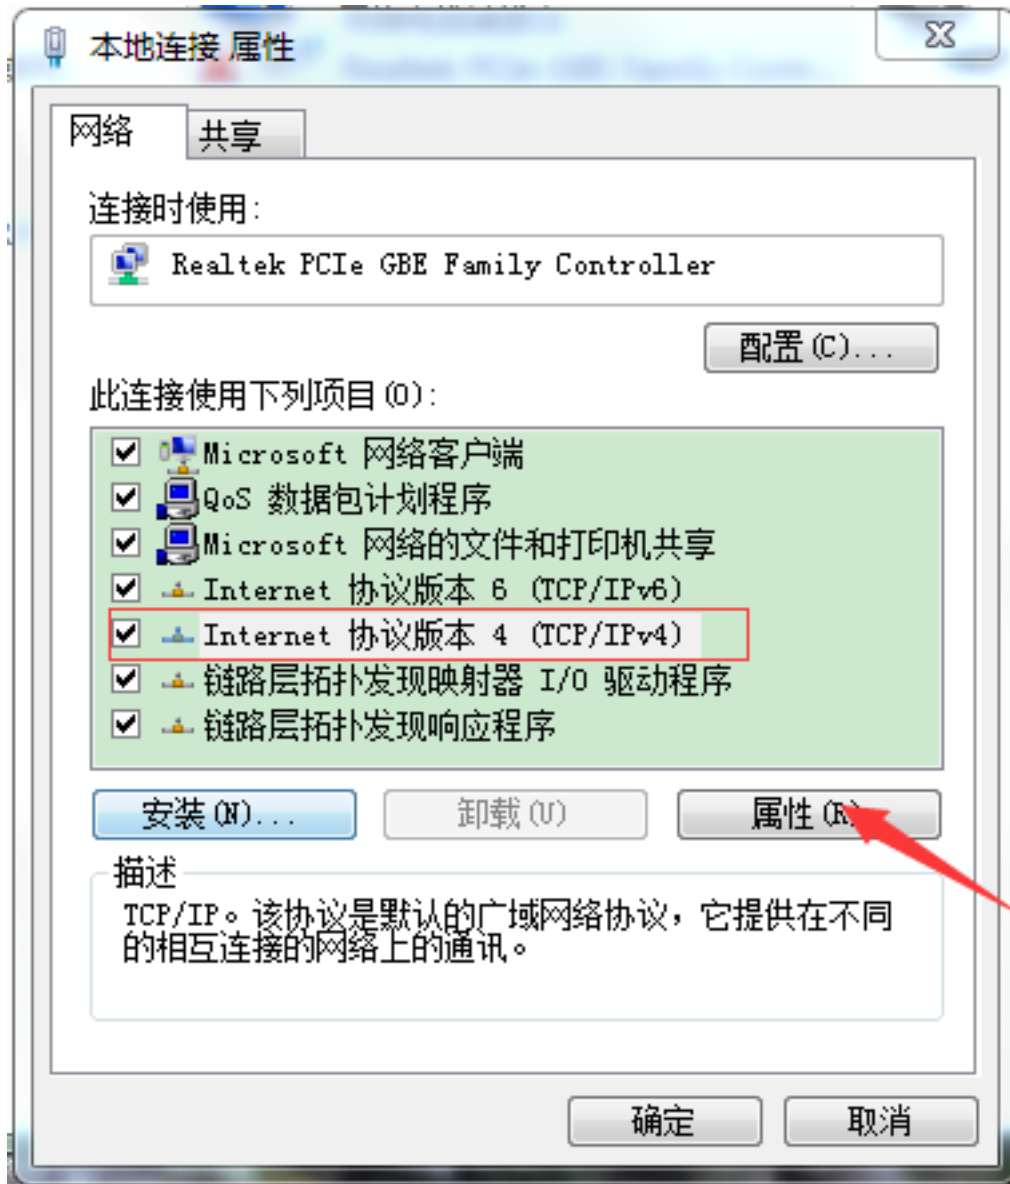 本地连接 属性
网络
共享
连接时使用:
Realtek PCIe GBE Family Controller
配置(C)...
此连接使用下列项目(O):
Microsoft 网络客户端
QoS 数据包计划程序
Microsoft 网络的文件和打印机共享
Internet 协议版本 6 (TCP/IPv6)
Internet 协议版本 4 (TCP/IPv4)
链路层拓扑发现映射器 I/O 驱动程序
链路层拓扑发现响应程序
安装(N)...
卸载(U)
属性(R)
描述
TCP/IP。该协议是默认的广域网络协议，它提供在不同
的相互连接的网络上的通讯。
确定
取消